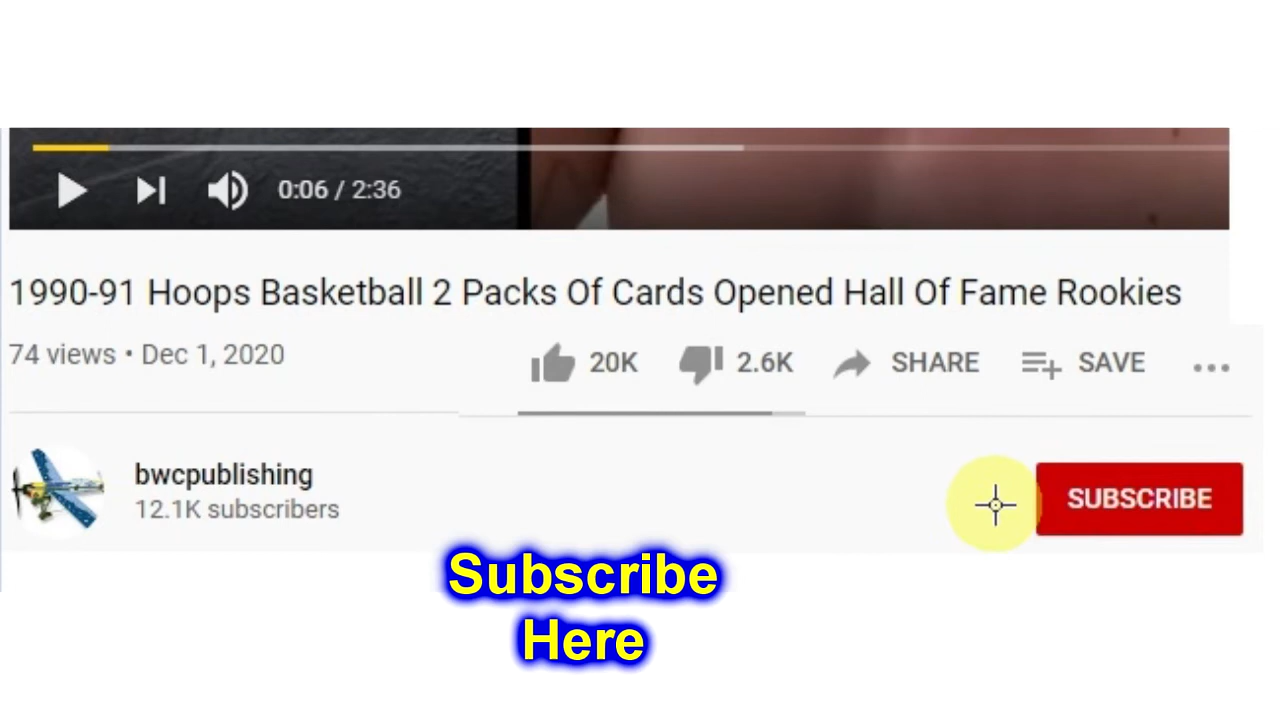 0:06 / 2:36
1990-91 Hoops Basketball 2 Packs Of Cards Opened Hall Of Fame Rookies
74 views • Dec 1, 2020
20K 2.6K SHARE SAVE
bwcpublishing
12.1K subscribers
SUBSCRIBE
Subscribe
Here